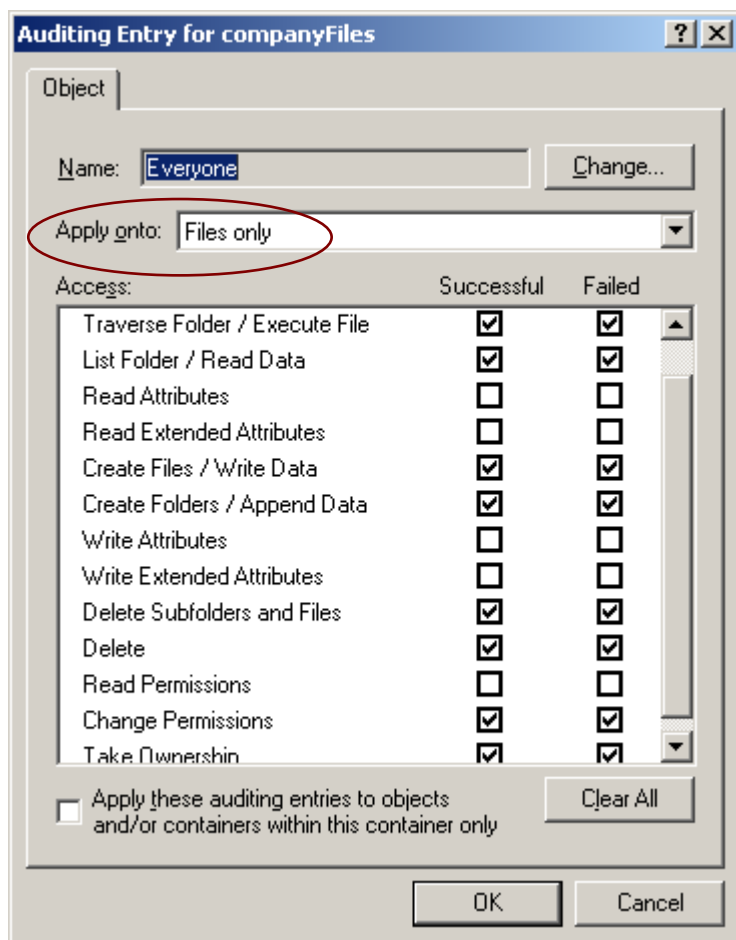 Auditing Entry for companyFiles
Object
Name: Everyone Change...
Apply onto: Files only
Access: Successful Failed
Traverse Folder / Execute File
List Folder / Read Data
Read Attributes
Read Extended Attributes
Create Files / Write Data
Create Folders / Append Data
Write Attributes
Write Extended Attributes
Delete Subfolders and Files
Delete
Read Permissions
Change Permissions
Take Ownership
Apply these auditing entries to objects Clear All
and/or containers within this container only
OK Cancel